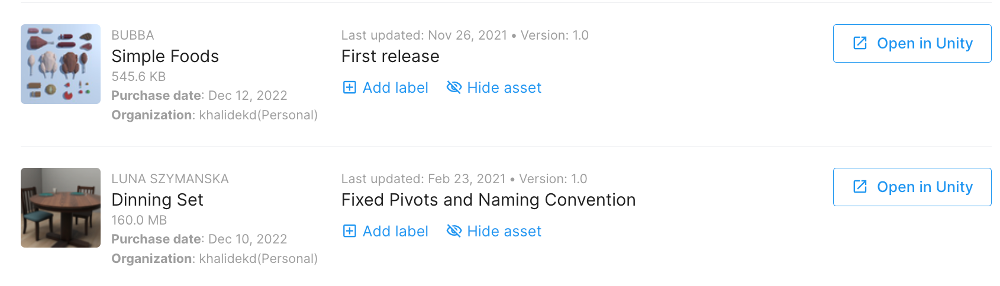 BUBBA
Simple Foods
545.6 KB
Purchase date: Dec 12, 2022
Organization: khalidekd(Personal)
Last updated: Nov 26, 2021 • Version: 1.0
First release
Add label
Hide asset
Open in Unity
LUNA SZYMANSKA
Dinning Set
160.0 MB
Purchase date: Dec 10, 2022
Organization: khalidekd(Personal)
Last updated: Feb 23, 2021 • Version: 1.0
Fixed Pivots and Naming Convention
Add label
Hide asset
Open in Unity